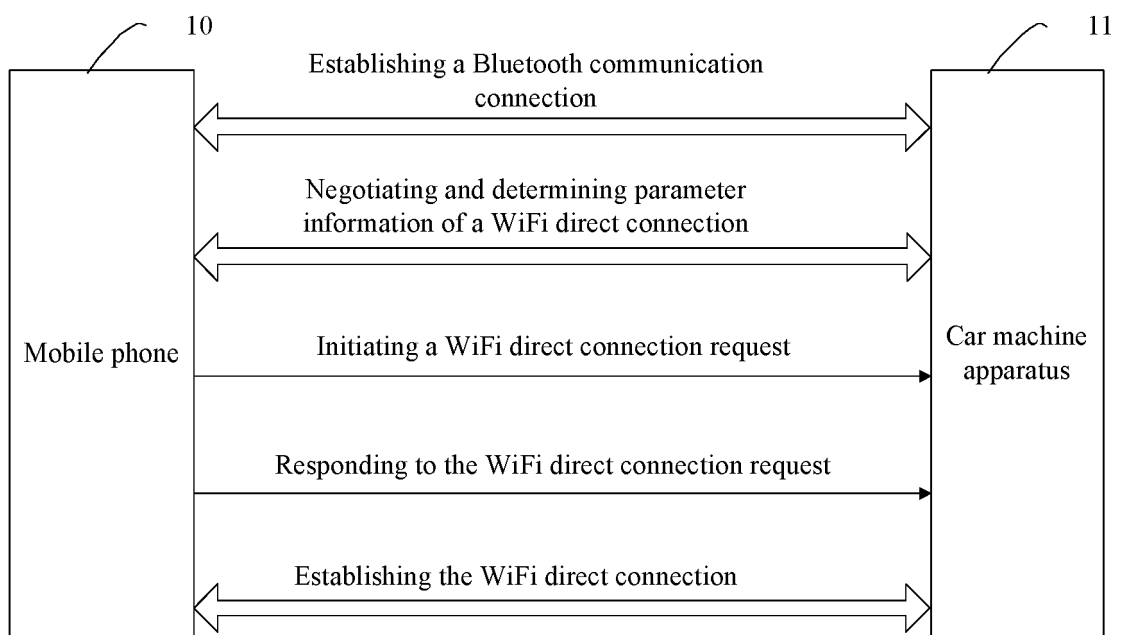 10
11
Establishing a Bluetooth communication
connection
Negotiating and determining parameter
information of a WiFi direct connection
Mobile phone
Initiating a WiFi direct connection request
Car machine
apparatus
Responding to the WiFi direct connection request
Establishing the WiFi direct connection